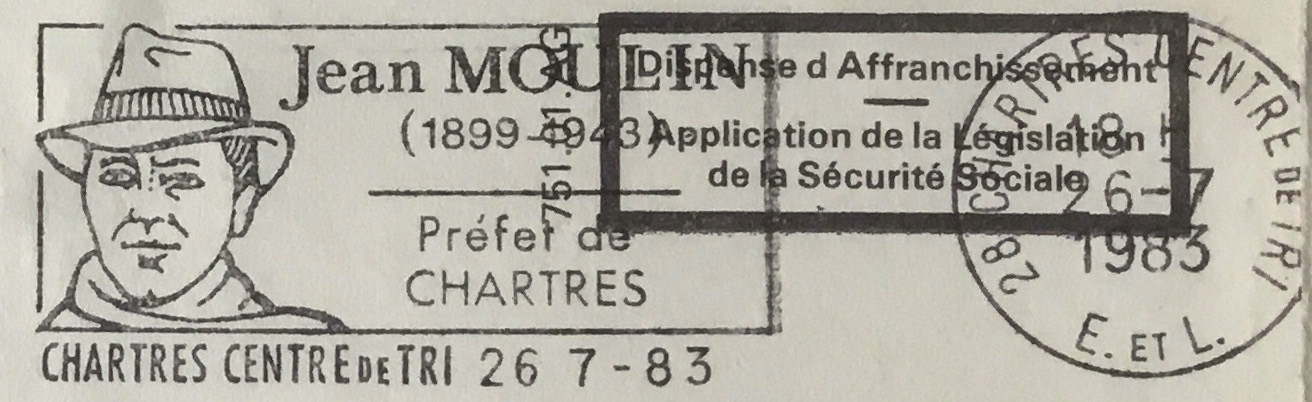 Jean MOULIN
(1899-1943)
Préfet de
CHARTRES
CHARTRES CENTRE DE TRI 26 7-83
Dispense d Affranchissement
Application de la Législation
de la Sécurité Sociale
28 CHARTRES CENTRE DE TRI
18 H
26-7
1983
E. ET L.